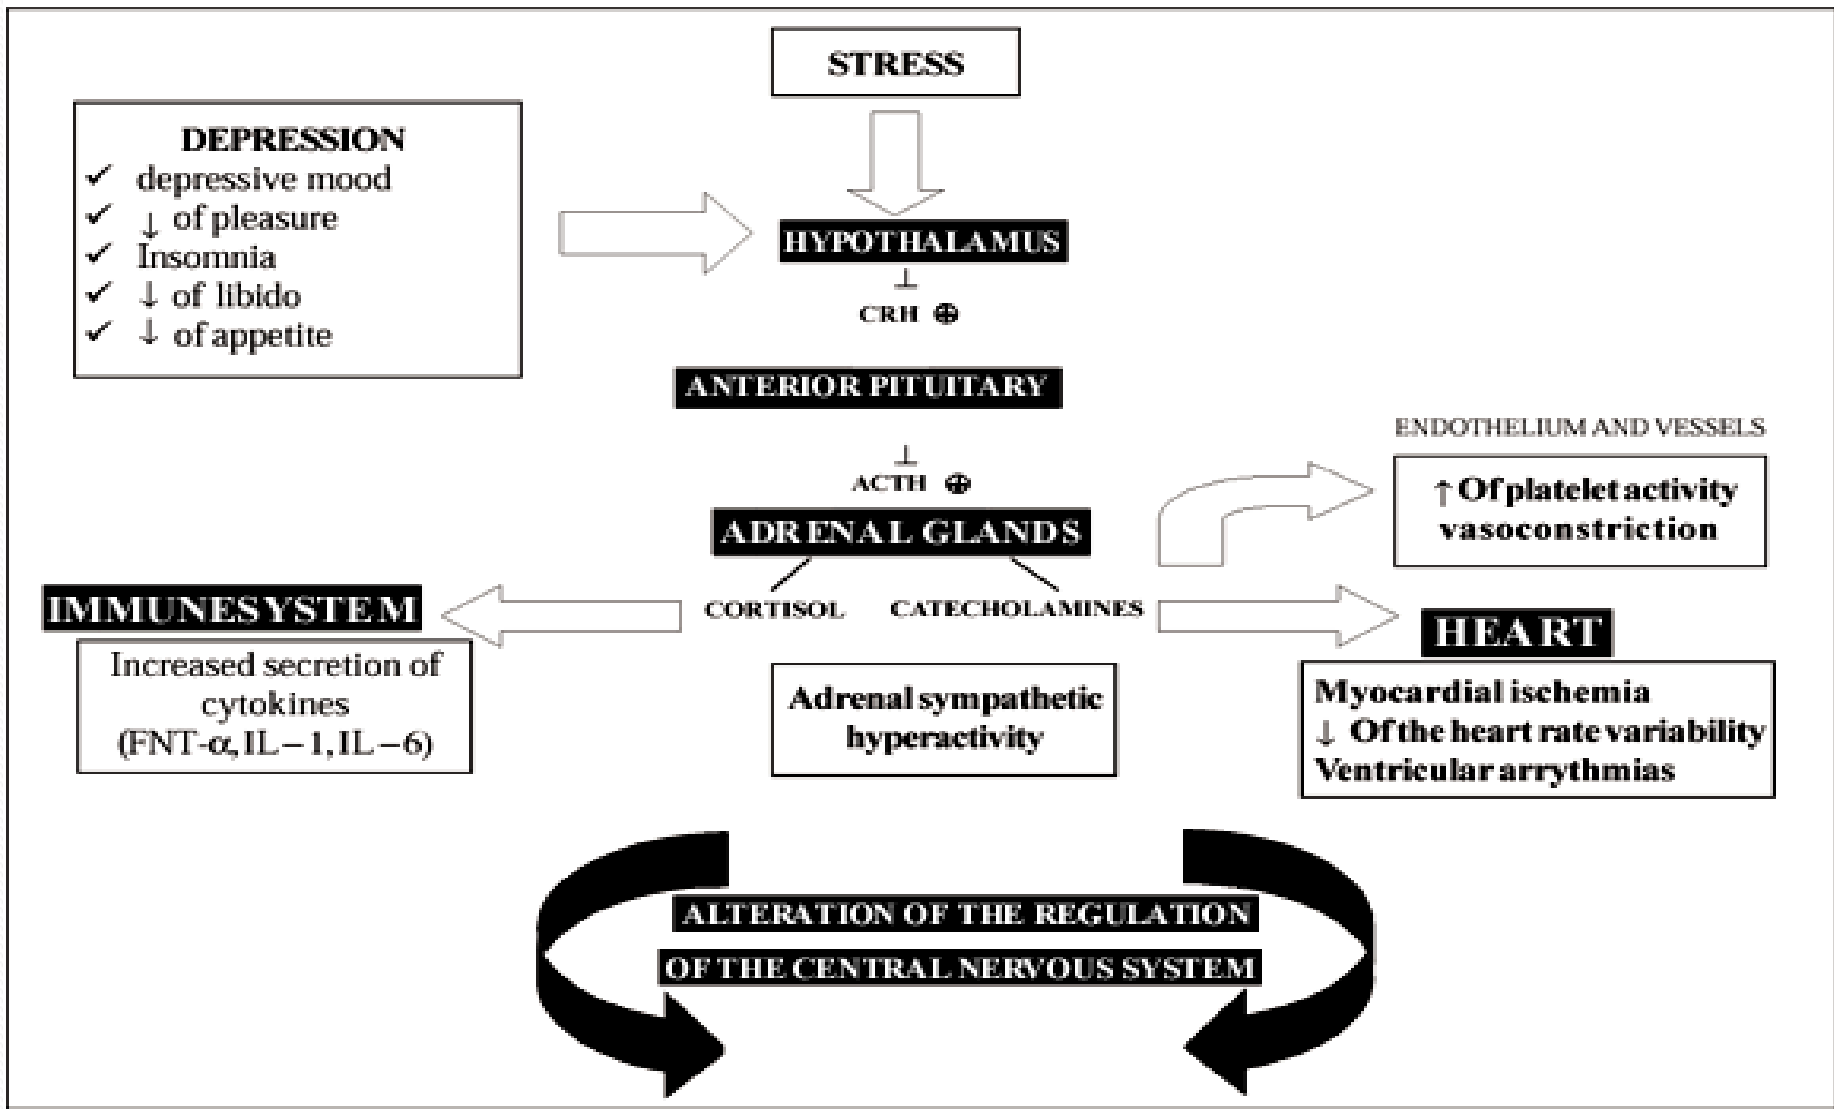 STRESS
DEPRESSION
✓ depressive mood
✓ ↓ of pleasure
✓ Insomnia
✓ ↓ of libido
✓ ↓ of appetite
HYPOTHALAMUS
⊥
CRH ⊕
ANTERIOR PITUITARY
⊥
ACTH ⊕
ADRENAL GLANDS
CORTISOL
CATECHOLAMINES
ENDOTHELIUM AND VESSELS
↑ Of platelet activity
vasoconstriction
IMMUNESYSTEM
Increased secretion of
cytokines
(FNT-α, IL – 1, IL – 6)
Adrenal sympathetic
hyperactivity
HEART
Myocardial ischemia
↓ Of the heart rate variability
Ventricular arrythmias
ALTERATION OF THE REGULATION
OF THE CENTRAL NERVOUS SYSTEM